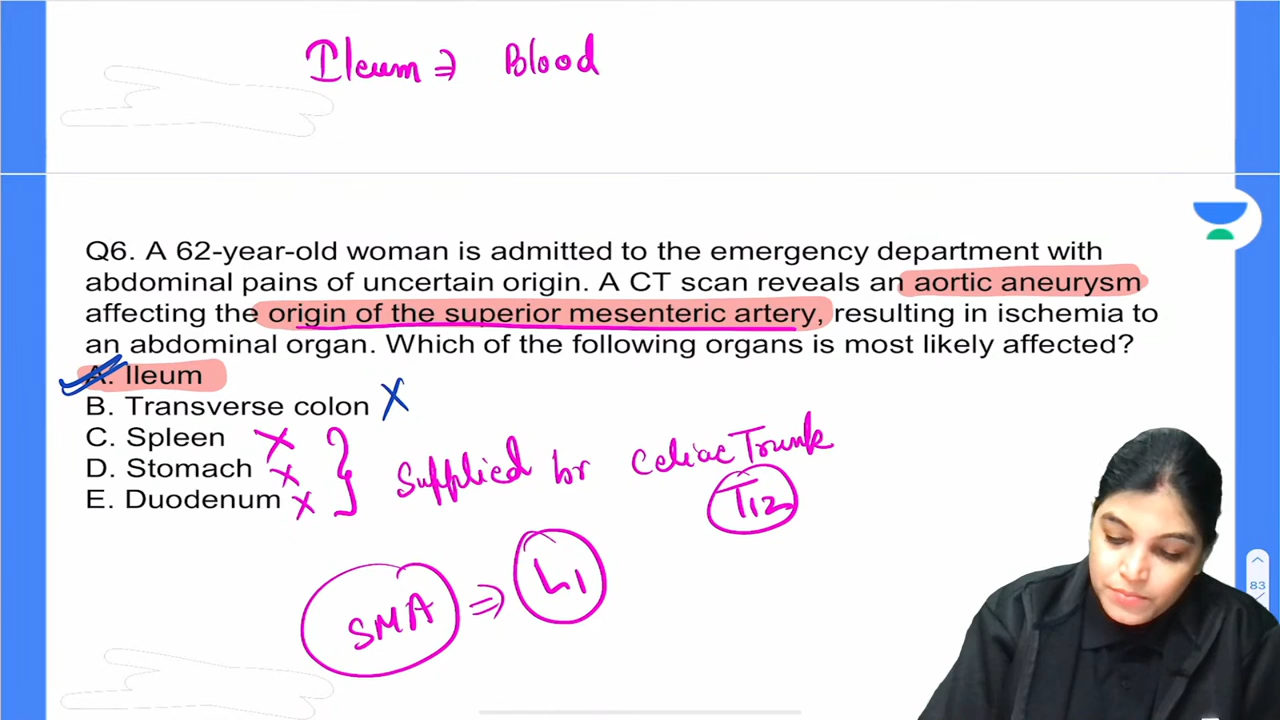 Ileum ⇒ Blood
Q6. A 62-year-old woman is admitted to the emergency department with
abdominal pains of uncertain origin. A CT scan reveals an aortic aneurysm
affecting the origin of the superior mesenteric artery, resulting in ischemia to
an abdominal organ. Which of the following organs is most likely affected?
A. Ileum
B. Transverse colon X
C. Spleen X
D. Stomach X
E. Duodenum X
Supplied by Celiac Trunk
T12
SMA ⇒ L1
83